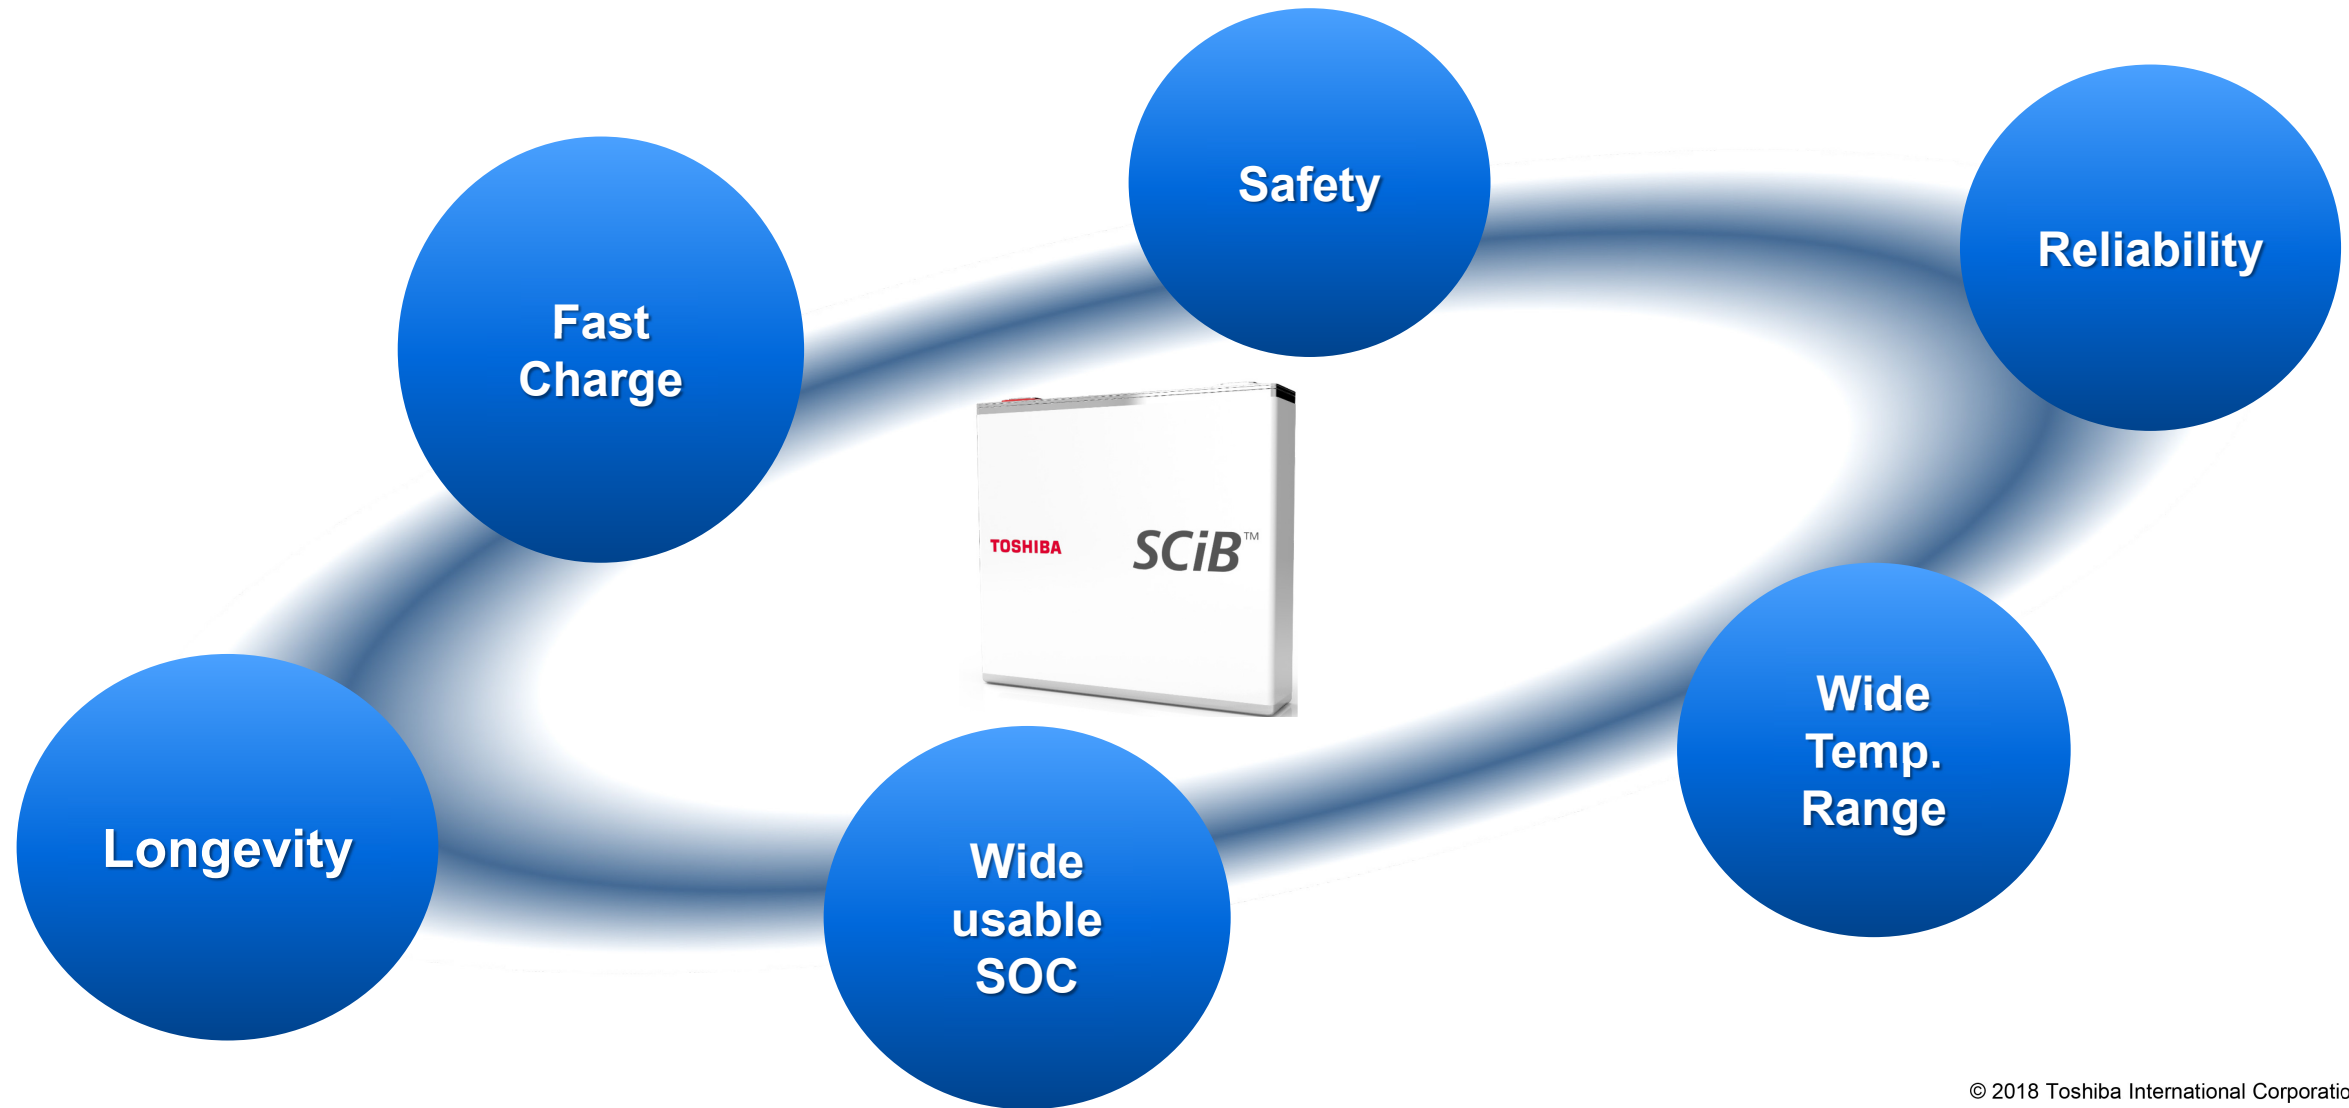 Safety
Reliability
Fast
Charge
TOSHIBA
SCiB™
Wide
Temp.
Range
Longevity
Wide
usable
SOC
© 2018 Toshiba International Corporatio